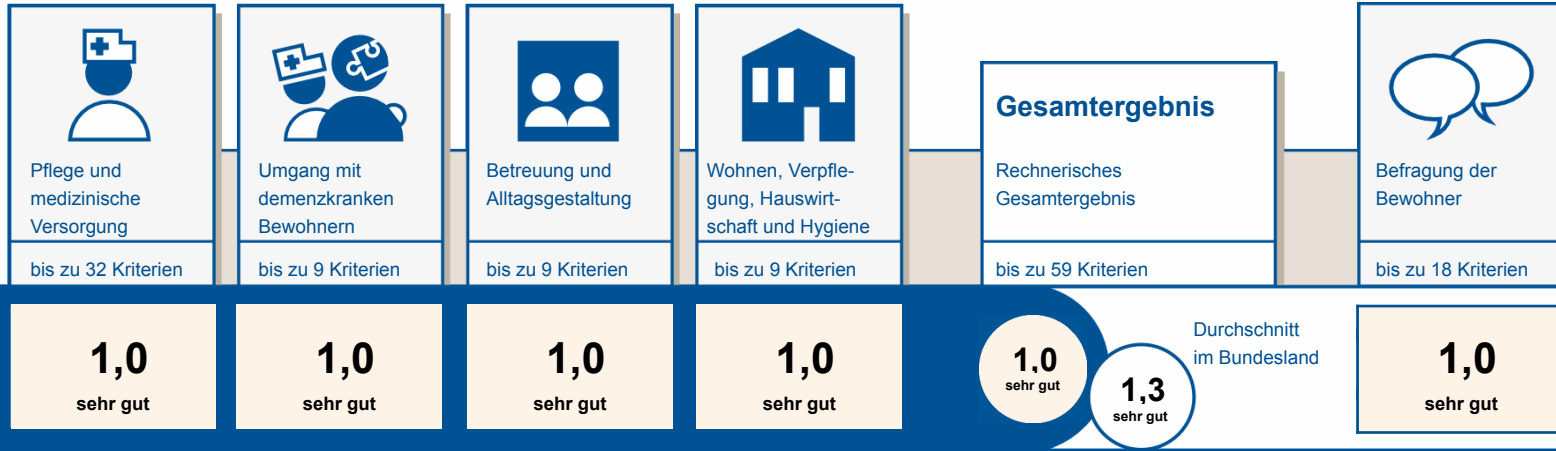 Pflege und
medizinische
Versorgung
bis zu 32 Kriterien
1,0
sehr gut
Umgang mit
demenzkranken
Bewohnern
bis zu 9 Kriterien
1,0
sehr gut
Betreuung und
Alltagsgestaltung
bis zu 9 Kriterien
1,0
sehr gut
Wohnen, Verpfle-
gung, Hauswirt-
schaft und Hygiene
bis zu 9 Kriterien
1,0
sehr gut
Gesamtergebnis
Rechnerisches
Gesamtergebnis
bis zu 59 Kriterien
1,0
sehr gut
1,3
sehr gut
Durchschnitt
im Bundesland
Befragung der
Bewohner
bis zu 18 Kriterien
1,0
sehr gut